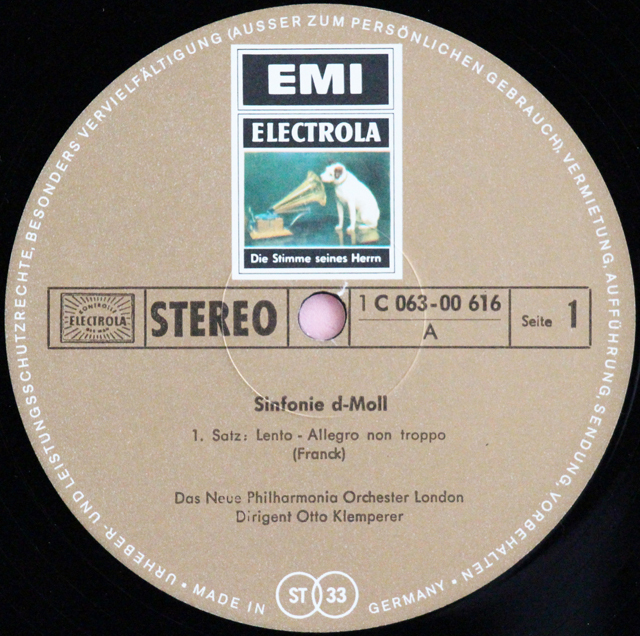 URHEBER- UND LEISTUNGSSCHUTZRECHTE, BESONDERS VERVIELFÄLTIGUNG (AUSSER ZUM PERSÖNLICHEN GEBRAUCH), VERMIETUNG, AUFFÜHRUNG, SENDUNG, VORBEHALTEN •
EMI
ELECTROLA
Die Stimme seines Herrn
ELECTROLA
STEREO
1 C 063-00 616
A
Seite 1
Sinfonie d-Moll
1. Satz: Lento - Allegro non troppo
(Franck)
Das Neue Philharmonia Orchester London
Dirigent Otto Klemperer
• MADE IN ST 33 GERMANY